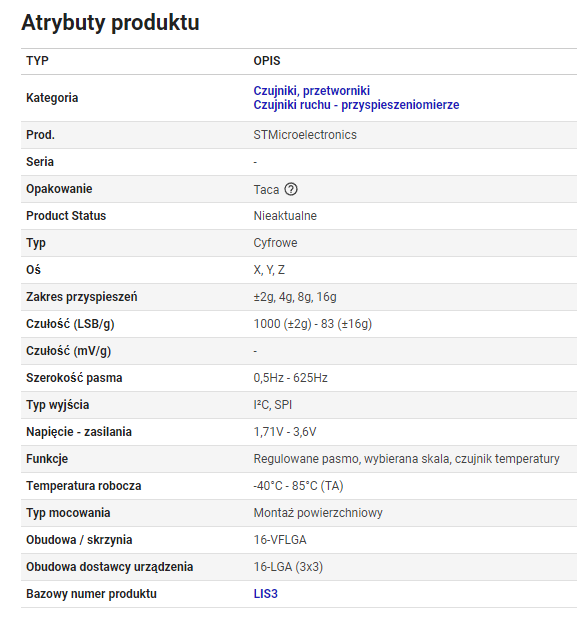 Atrybuty produktu
TYP OPIS
Kategoria Czujniki, przetworniki
Czujniki ruchu - przyspieszeniomierze
Prod. STMicroelectronics
Seria -
Opakowanie Taca ?
Product Status Nieaktualne
Typ Cyfrowe
Oś X, Y, Z
Zakres przyspieszeń ±2g, 4g, 8g, 16g
Czułość (LSB/g) 1000 (±2g) - 83 (±16g)
Czułość (mV/g) -
Szerokość pasma 0,5Hz - 625Hz
Typ wyjścia I²C, SPI
Napięcie - zasilania 1,71V - 3,6V
Funkcje Regulowane pasmo, wybierana skala, czujnik temperatury
Temperatura robocza -40°C - 85°C (TA)
Typ mocowania Montaż powierzchniowy
Obudowa / skrzynia 16-VFLGA
Obudowa dostawcy urządzenia 16-LGA (3x3)
Bazowy numer produktu LIS3